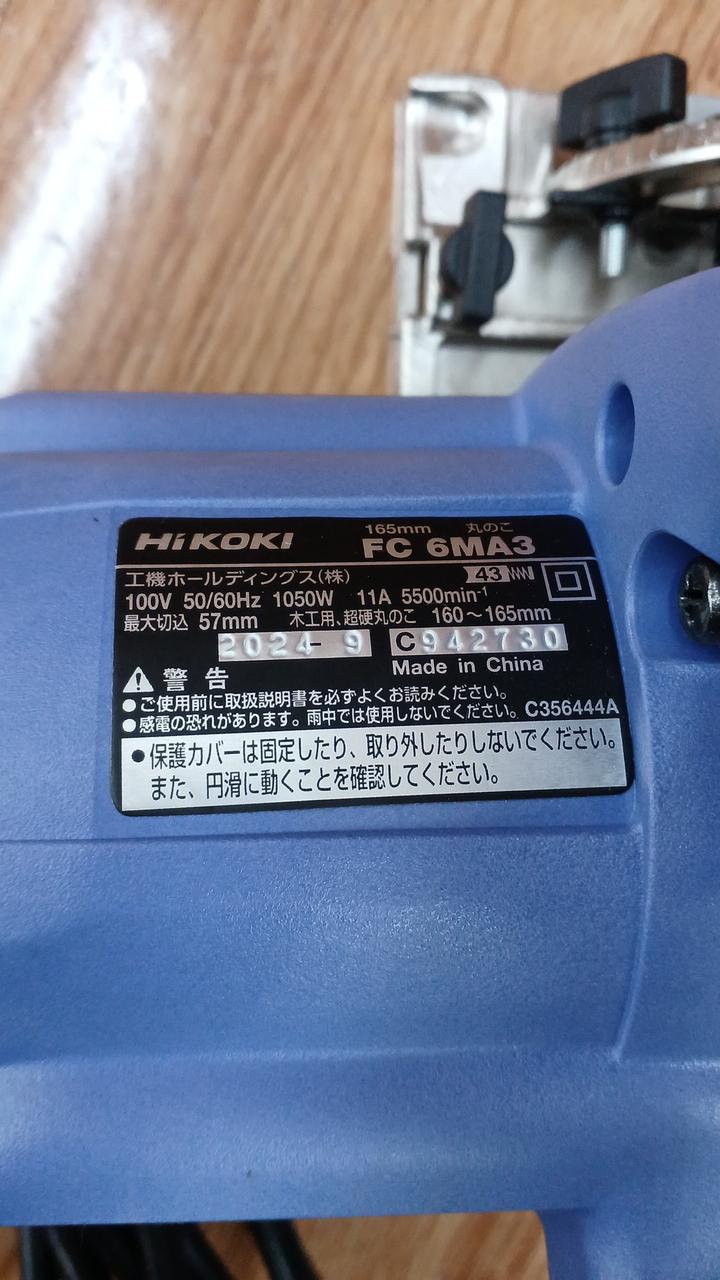 165mm 丸のこ
HiKOKI FC 6MA3
工機ホールディングス(株) 43
100V 50/60Hz 1050W 11A 5500min⁻¹
最大切込 57mm 木工用、超硬丸のこ 160〜165mm
2024- 9 C942730
Made in China
警告
●ご使用前に取扱説明書を必ずよくお読みください。
●感電の恐れがあります。雨中では使用しないでください。 C356444A
●保護カバーは固定したり、取り外したりしないでください。
また、円滑に動くことを確認してください。